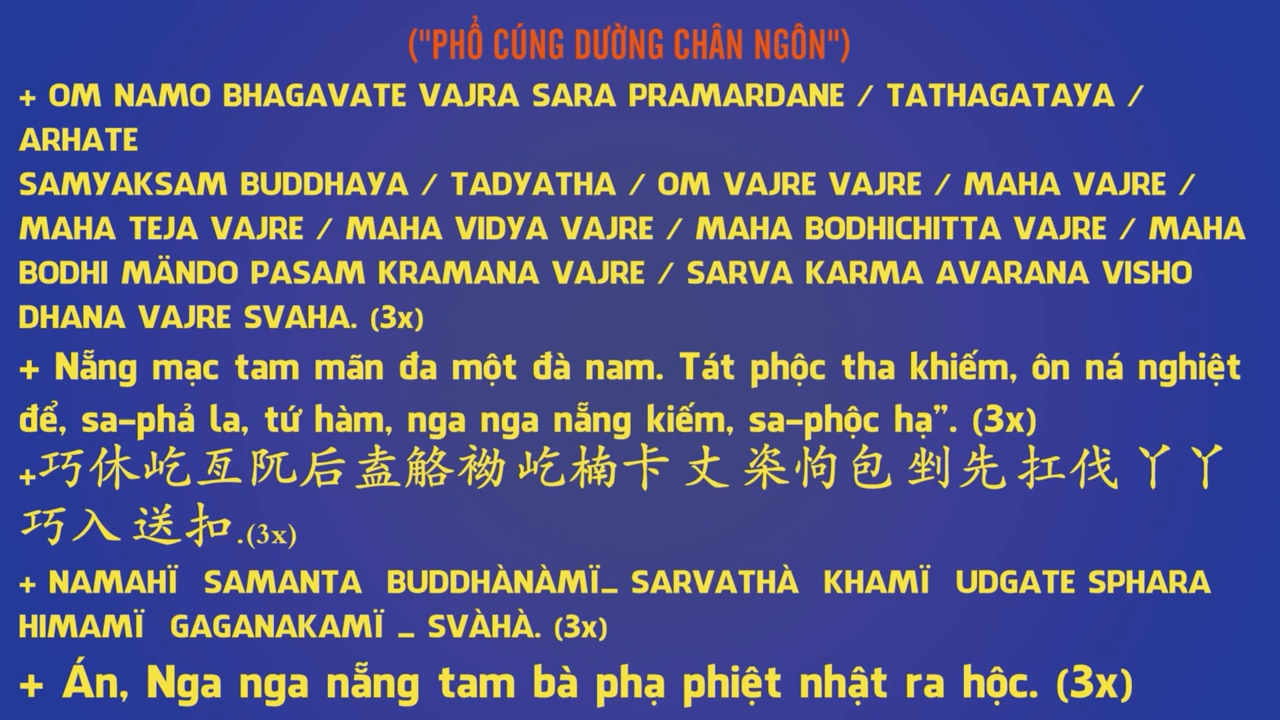 ("PHỔ CÚNG DƯỜNG CHÂN NGÔN")
+ OM NAMO BHAGAVATE VAJRA SARA PRAMARDANE / TATHAGATAYA /
ARHATE
SAMYAKSAM BUDDHAYA / TADYATHA / OM VAJRE VAJRE / MAHA VAJRE /
MAHA TEJA VAJRE / MAHA VIDYA VAJRE / MAHA BODHICHITTA VAJRE / MAHA
BODHI MÄNDO PASAM KRAMANA VAJRE / SARVA KARMA AVARANA VISHO
DHANA VAJRE SVAHA. (3x)
+ Nẵng mạc tam mãn đa một đà nam. Tát phộc tha khiếm, ôn ná nghiệt
để, sa-phả la, tứ hàm, nga nga nẵng kiếm, sa-phộc hạ”. (3x)
+巧休屹亙阮后盍觡袎屹楠卡丈 栥怐包 剉先 扛伐 丫丫
巧入 送扣.(3x)
+ NAMAHÏ SAMANTA BUDDHÀNÀMÏ_ SARVATHÀ KHAMÏ UDGATE SPHARA
HIMAMÏ GAGANAKAMÏ _ SVÀHÀ. (3x)
+ Án, Nga nga nẵng tam bà phạ phiệt nhật ra hộc. (3x)